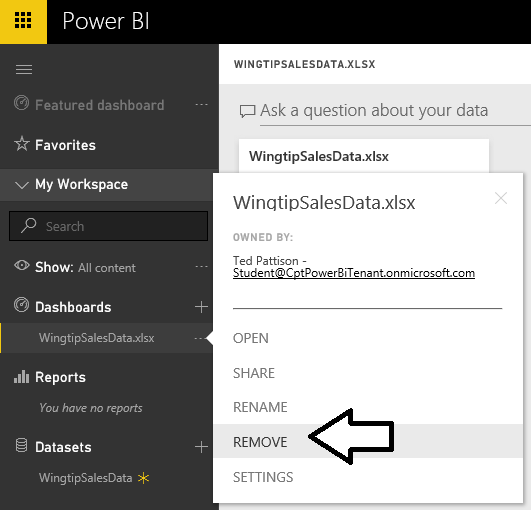 Power BI
WINGTIPSALESDATA.XLSX
Featured dashboard
Favorites
My Workspace
Search
Show: All content
Dashboards
WingtipSalesData.xlsx
Reports
You have no reports
Datasets
WingtipSalesData
Ask a question about your data
WingtipSalesData.xlsx
WingtipSalesData.xlsx
OWNED BY:
Ted Pattison -
Student@CptPowerBiTenant.onmicrosoft.com
OPEN
SHARE
RENAME
REMOVE
SETTINGS